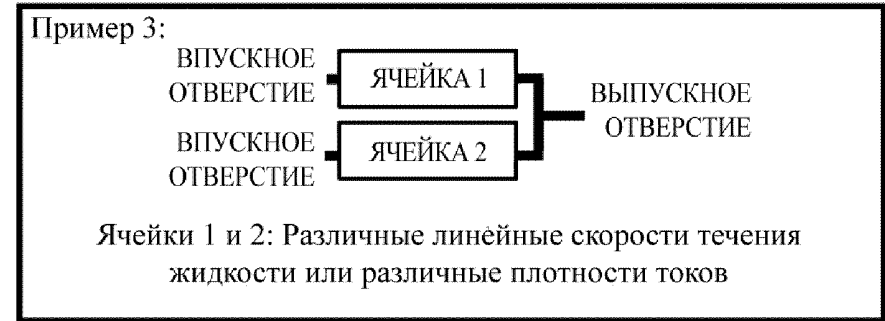 Пример 3:
ВПУСКНОЕ
ОТВЕРСТИЕ
ЯЧЕЙКА 1
ВПУСКНОЕ
ОТВЕРСТИЕ
ЯЧЕЙКА 2
ВЫПУСКНОЕ
ОТВЕРСТИЕ
Ячейки 1 и 2: Различные линейные скорости течения
жидкости или различные плотности токов